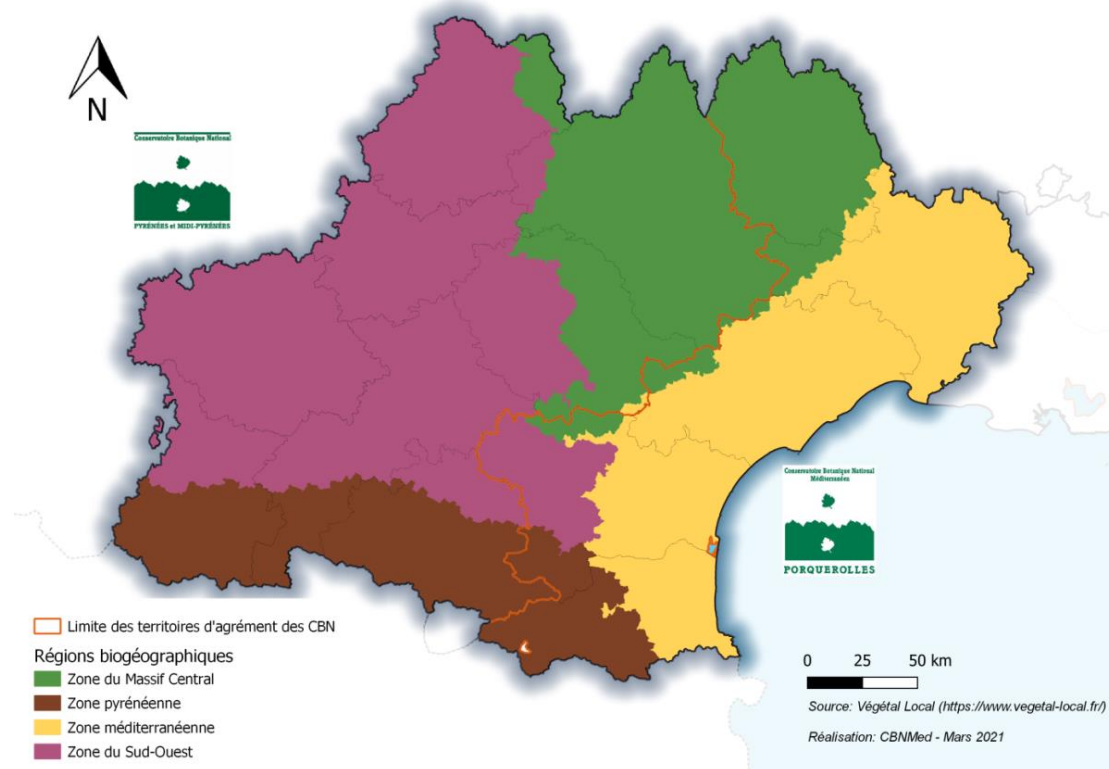 N
Conservatoire Botanique National
PYRÉNÉES et MIDI-PYRÉNÉES
Conservatoire Botanique National
Méditerranéen
PORQUEROLLES
Limite des territoires d'agrément des CBN
Régions biogéographiques
Zone du Massif Central
Zone pyrénéenne
Zone méditerranéenne
Zone du Sud-Ouest
0 25 50 km
Source: Végétal Local (https://www.vegetal-local.fr/)
Réalisation: CBNMed - Mars 2021